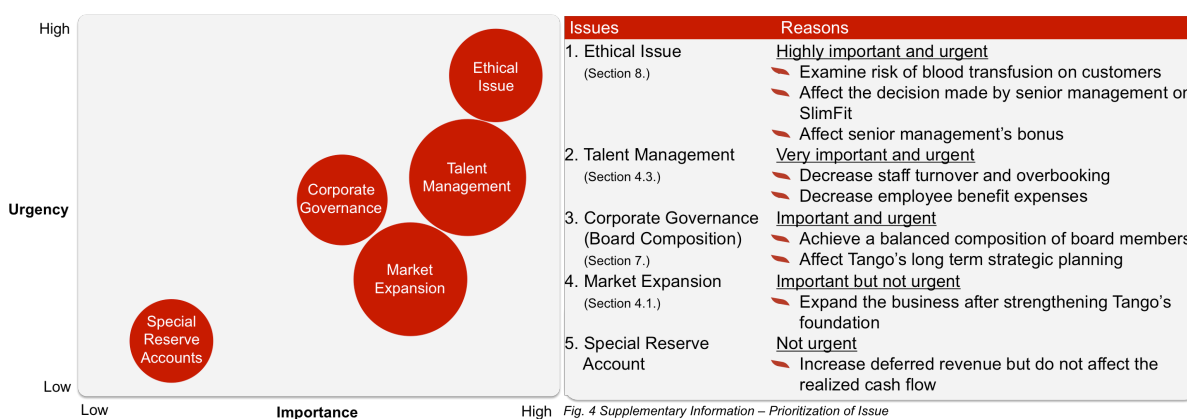 High
Ethical
Issue
Talent
Management
Corporate
Governance
Urgency
Market
Expansion
Special
Reserve
Accounts
Low
Low
Importance
High
Issues Reasons
1. Ethical Issue Highly important and urgent
(Section 8.) Examine risk of blood transfusion on customers
Affect the decision made by senior management on
SlimFit
Affect senior management's bonus
2. Talent Management Very important and urgent
(Section 4.3.) Decrease staff turnover and overbooking
Decrease employee benefit expenses
3. Corporate Governance Important and urgent
(Board Composition) Achieve a balanced composition of board members
(Section 7.) Affect Tango's long term strategic planning
4. Market Expansion Important but not urgent
(Section 4.1.) Expand the business after strengthening Tango's
foundation
5. Special Reserve Not urgent
Account Increase deferred revenue but do not affect the
realized cash flow
Fig. 4 Supplementary Information – Prioritization of Issue